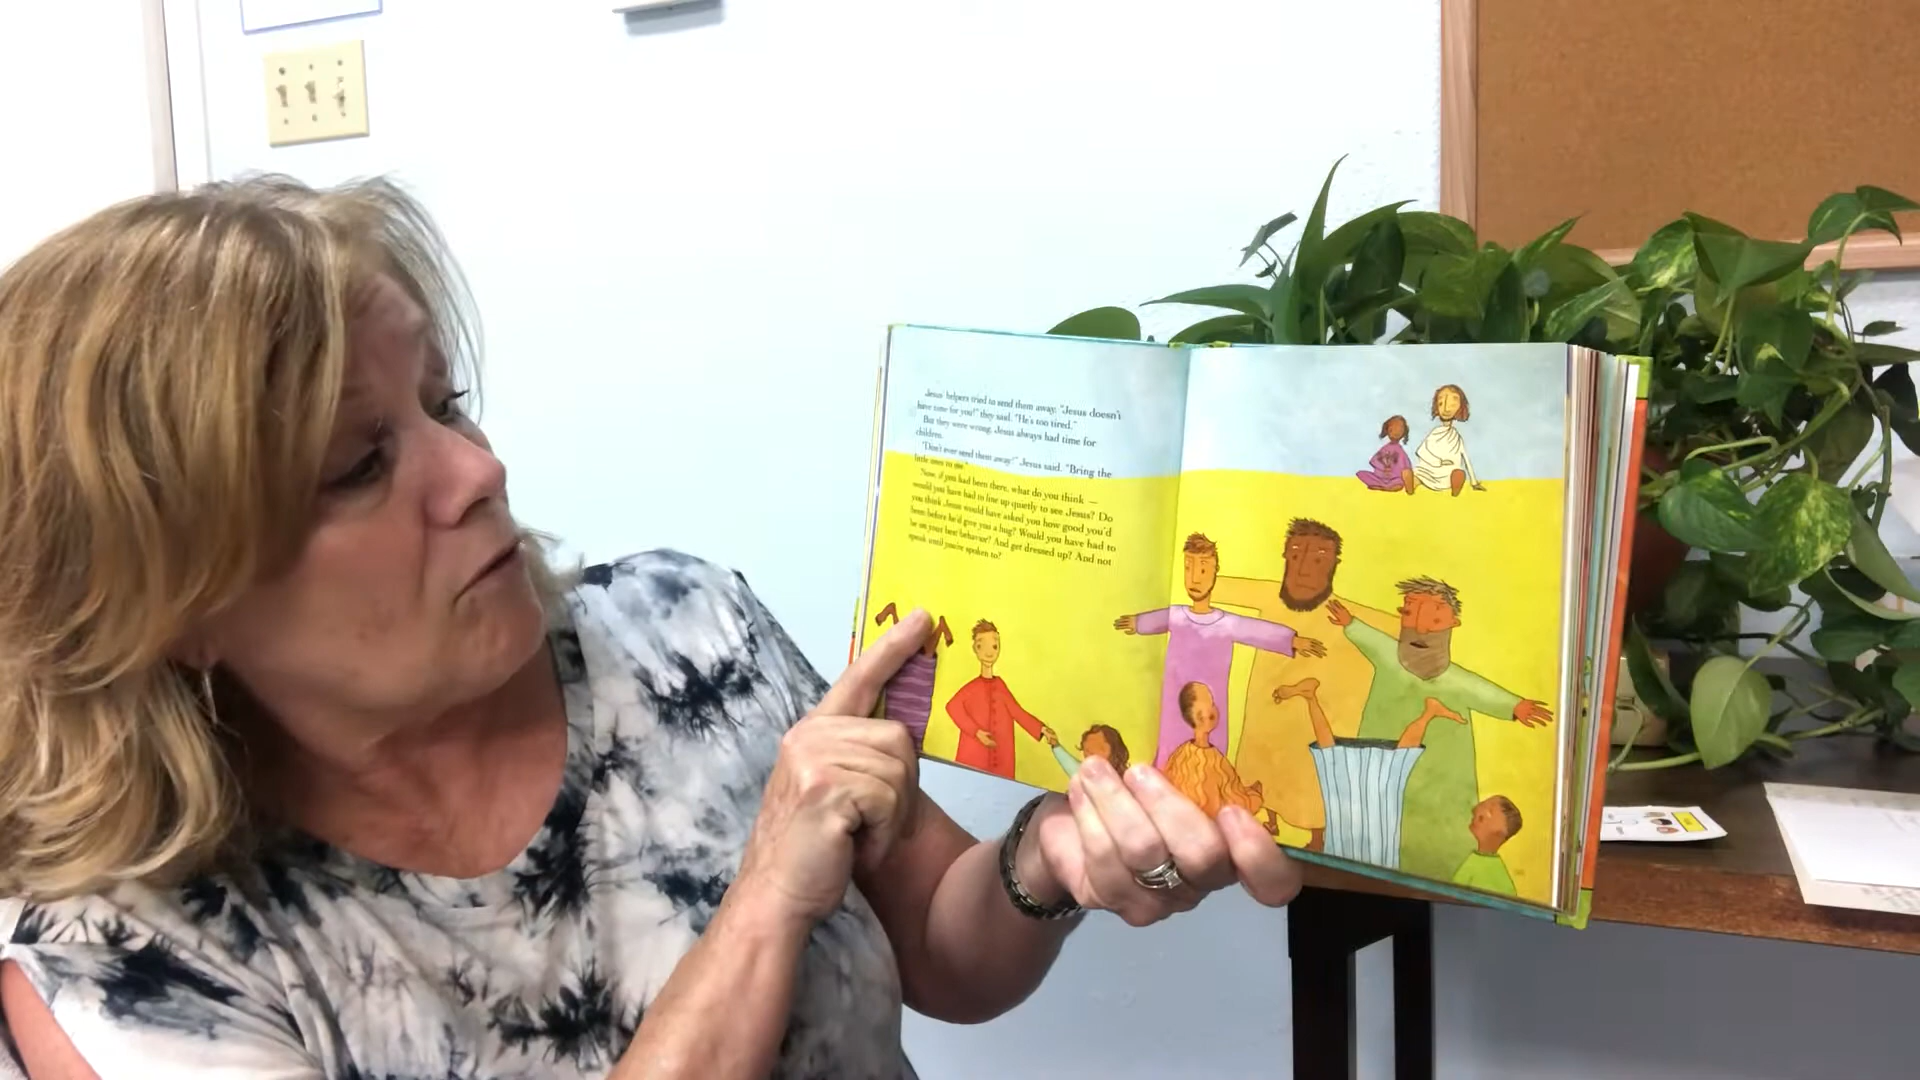 Jesus' helpers tried to send them away. "Jesus doesn't
have time for you!" they said. "He's too tired."
But they were wrong. Jesus always had time for
children.
"Don't ever send them away!" Jesus said. "Bring the
little ones to me."
Now, if you had been there, what do you think —
would you have had to line up quietly to see Jesus? Do
you think Jesus would have asked you how good you'd
been before he'd give you a hug? Would you have had to
be on your best behavior? And get dressed up? And not
speak until you're spoken to?